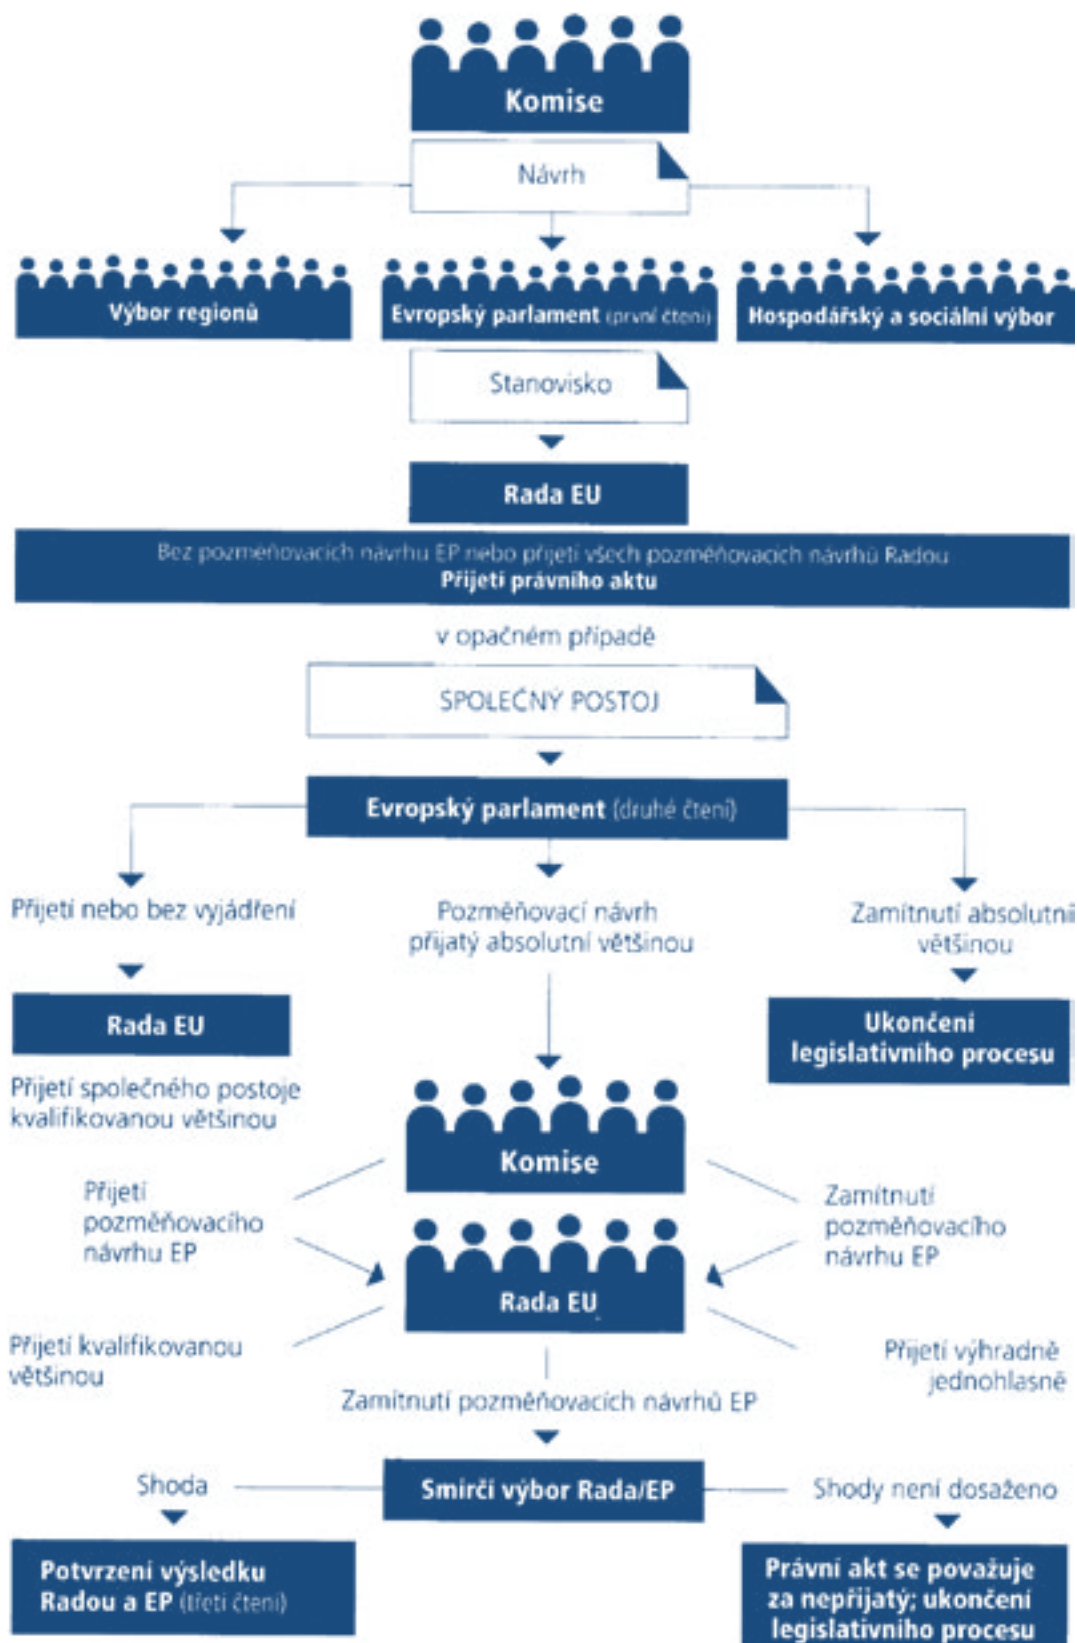 Komise
Návrh
Výbor regionů
Evropský parlament (první čtení)
Hospodářský a sociální výbor
Stanovisko
Rada EU
Bez pozměňovacích návrhu EP nebo přijetí všech pozměňovacích návrhů Radou
Přijetí právního aktu
v opačném případě
SPOLEČNÝ POSTOJ
Evropský parlament (druhé čtení)
Přijetí nebo bez vyjádření
Pozměňovací návrh
přijatý absolutní většinou
Zamítnutí absolutní
většinou
Rada EU
Ukončení
legislativního procesu
Přijetí společného postoje
kvalifikovanou většinou
Komise
Přijetí
pozměňovacího
návrhu EP
Zamítnutí
pozměňovacího
návrhu EP
Rada EU
Přijetí kvalifikovanou
většinou
Přijetí výhradně
jednohlasně
Zamítnutí pozměňovacích návrhů EP
Shoda
Smírčí výbor Rada/EP
Shody není dosaženo
Potvrzení výsledku
Radou a EP (třetí čtení)
Právní akt se považuje
za nepřijatý; ukončení
legislativního procesu